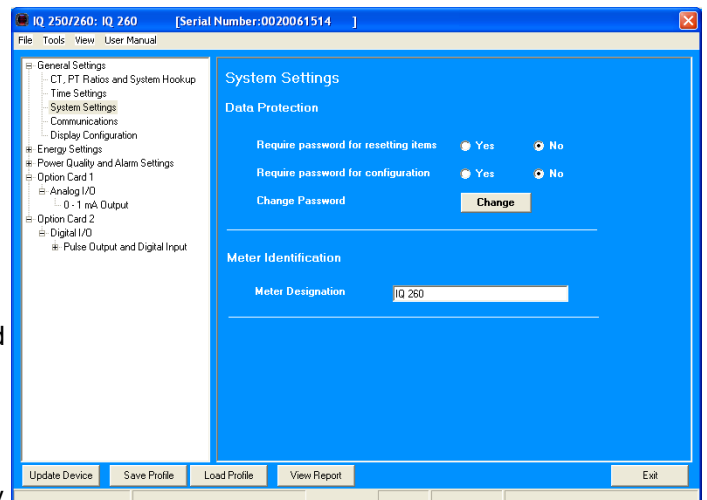 IQ 250/260: IQ 260 [Serial Number:0020061514 ]
File Tools View User Manual
General Settings
CT, PT Ratios and System Hookup
Time Settings
System Settings
Communications
Display Configuration
Energy Settings
Power Quality and Alarm Settings
Option Card 1
Analog I/O
0 - 1 mA Output
Option Card 2
Digital I/O
Pulse Output and Digital Input
System Settings
Data Protection
Require password for resetting items Yes No
Require password for configuration Yes No
Change Password Change
Meter Identification
Meter Designation IQ 260
Update Device Save Profile Load Profile View Report Exit